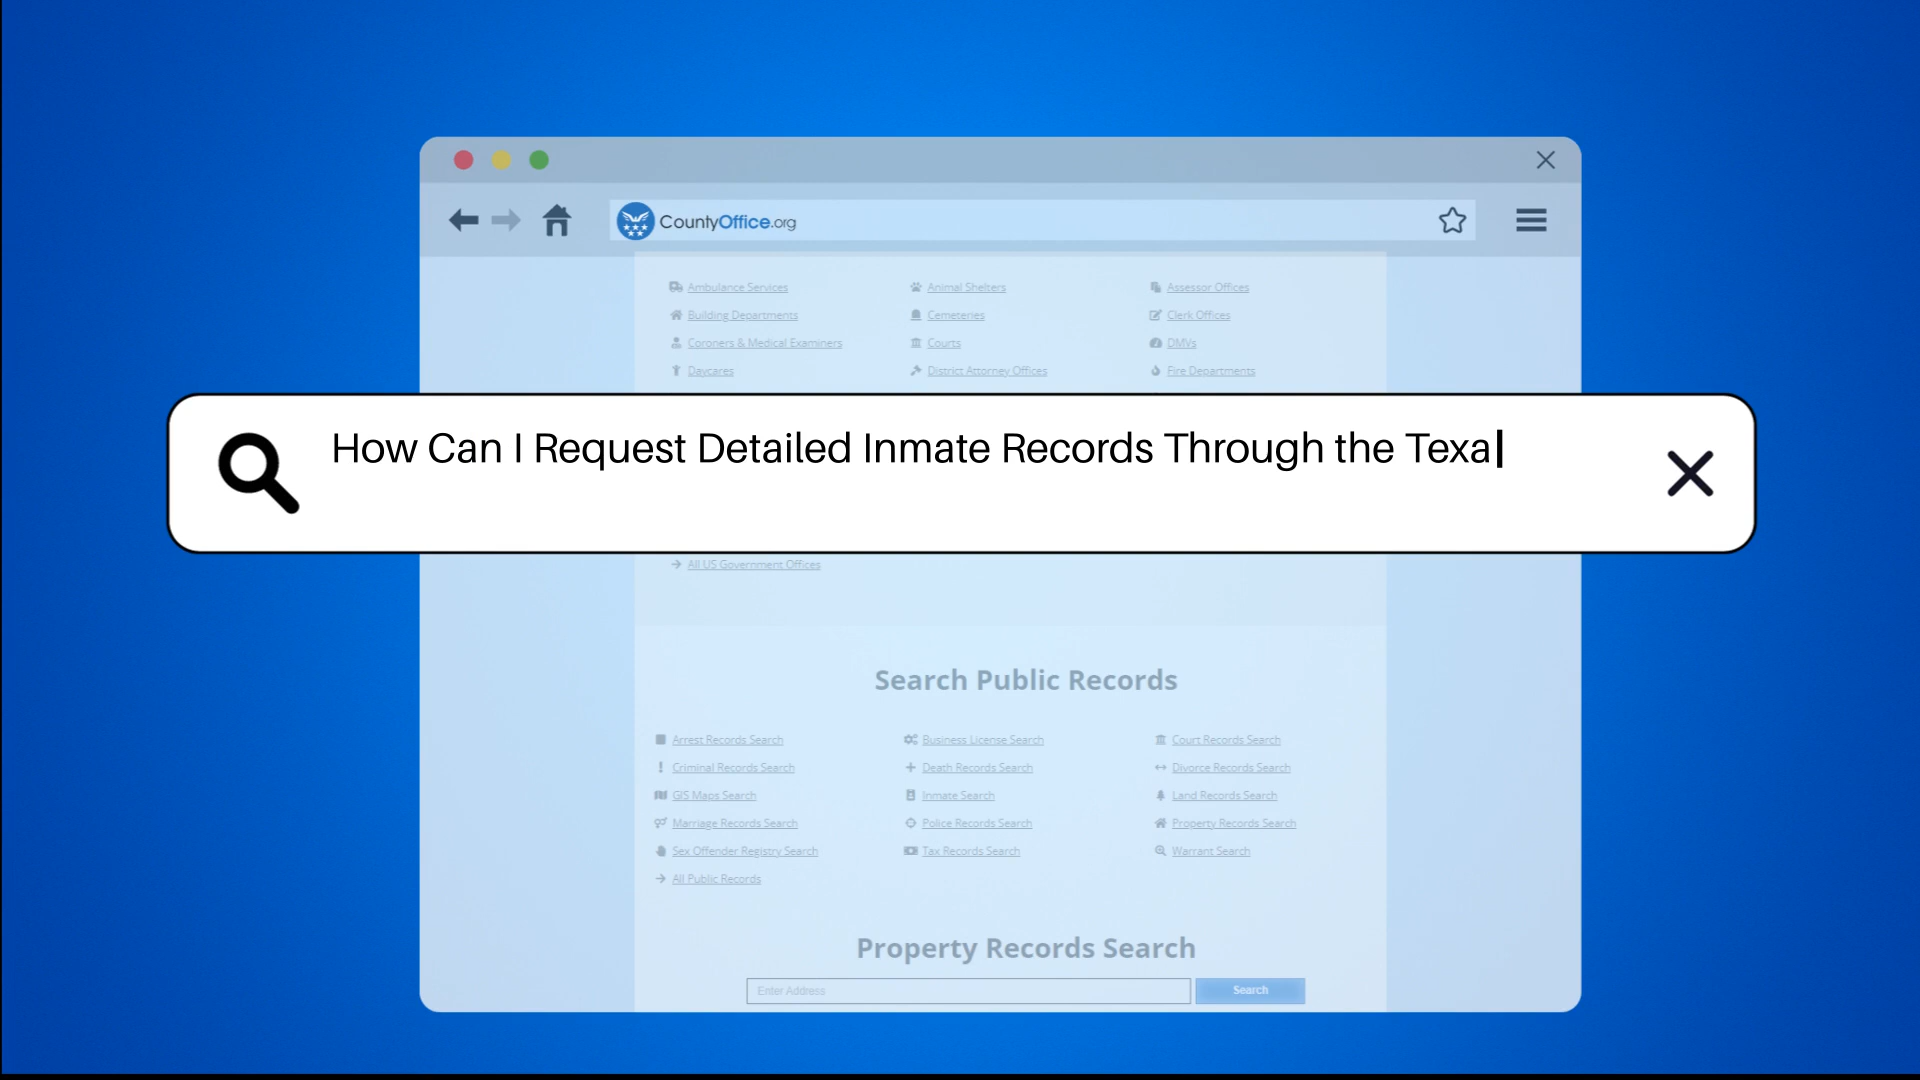 CountyOffice.org
Ambulance Services Animal Shelters Assessor Offices
Building Departments Cemeteries Clerk Offices
Coroners & Medical Examiners Courts DMVs
Daycares District Attorney Offices Fire Departments
How Can I Request Detailed Inmate Records Through the Texa
All US Government Offices
Search Public Records
Arrest Records Search Business License Search Court Records Search
Criminal Records Search Death Records Search Divorce Records Search
GIS Maps Search Inmate Search Land Records Search
Marriage Records Search Police Records Search Property Records Search
Sex Offender Registry Search Tax Records Search Warrant Search
All Public Records
Property Records Search
Enter Address Search